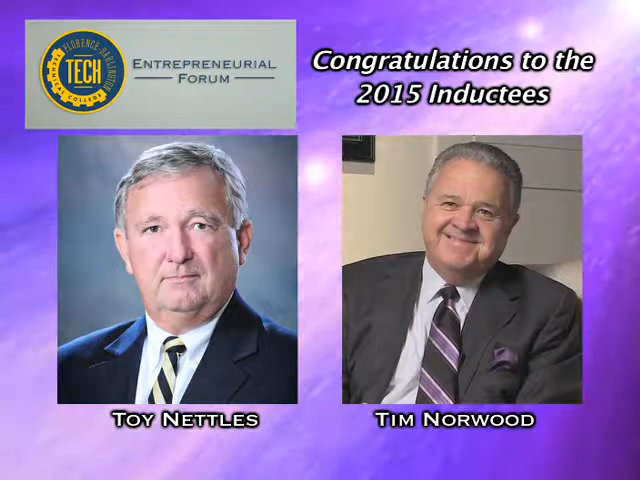 FLORENCE-DARLINGTON
TECH
TECHNICAL COLLEGE
ENTREPRENEURIAL
FORUM
Congratulations to the
2015 Inductees
TOY NETTLES
TIM NORWOOD